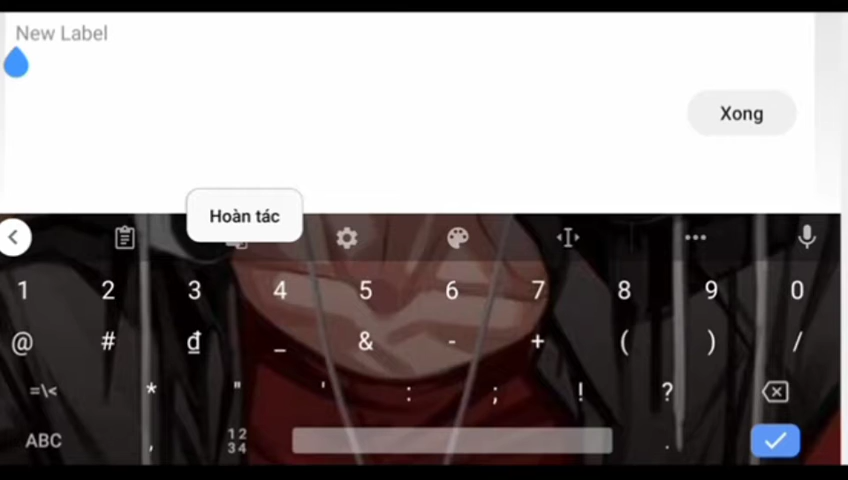 New Label
Xong
Hoàn tác
1 2 3 4 5 6 7 8 9 0
@ # ₫ _ & - + ( ) /
=\< * " ' : ; ! ?
ABC , 12 .
34